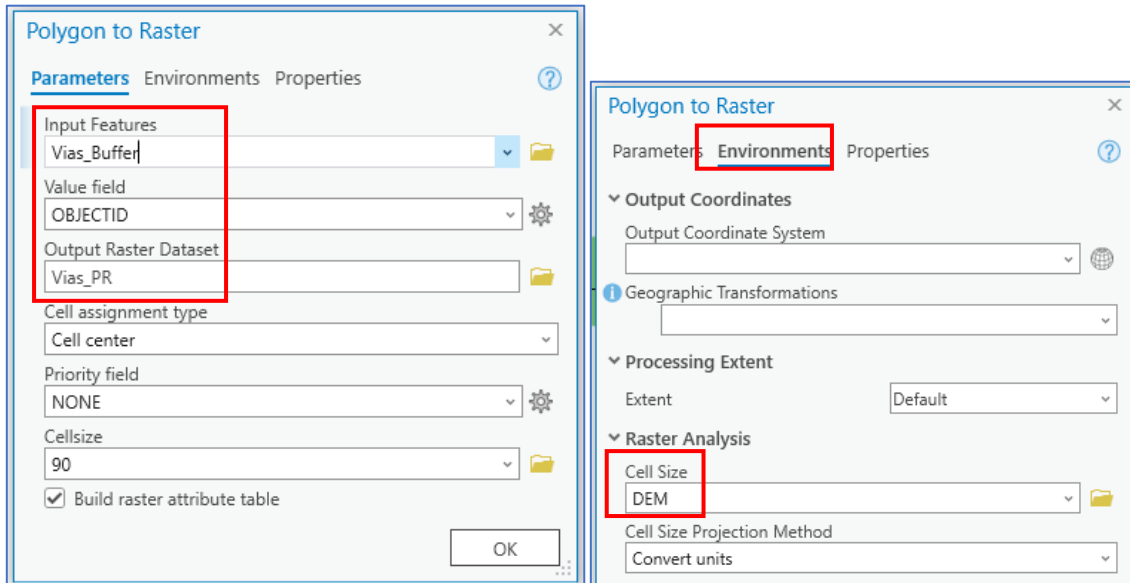 Polygon to Raster
Parameters Environments Properties
Input Features
Vias_Buffer
Value field
OBJECTID
Output Raster Dataset
Vias_PR
Cell assignment type
Cell center
Priority field
NONE
Cellsize
90
Build raster attribute table
OK
Polygon to Raster
Parameters Environments Properties
Output Coordinates
Output Coordinate System
Geographic Transformations
Processing Extent
Extent Default
Raster Analysis
Cell Size
DEM
Cell Size Projection Method
Convert units